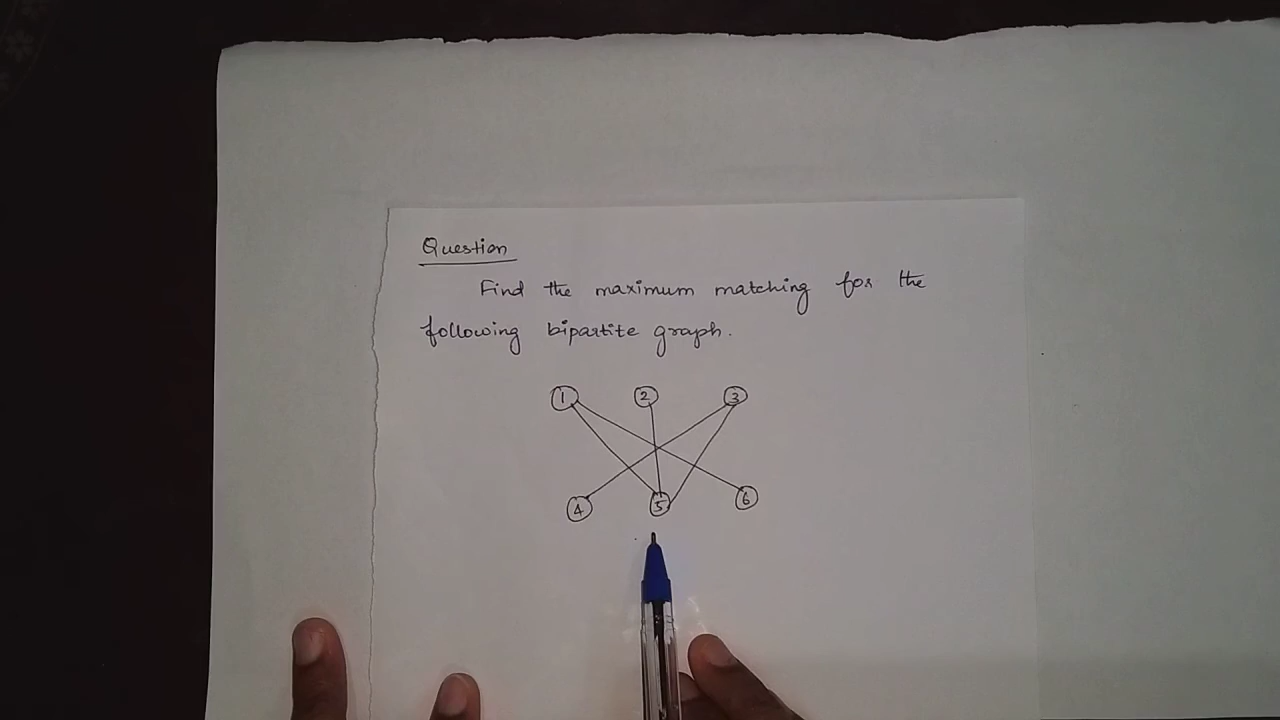 Question
Find the maximum matching for the
following bipartite graph.
1 2 3
4 5 6